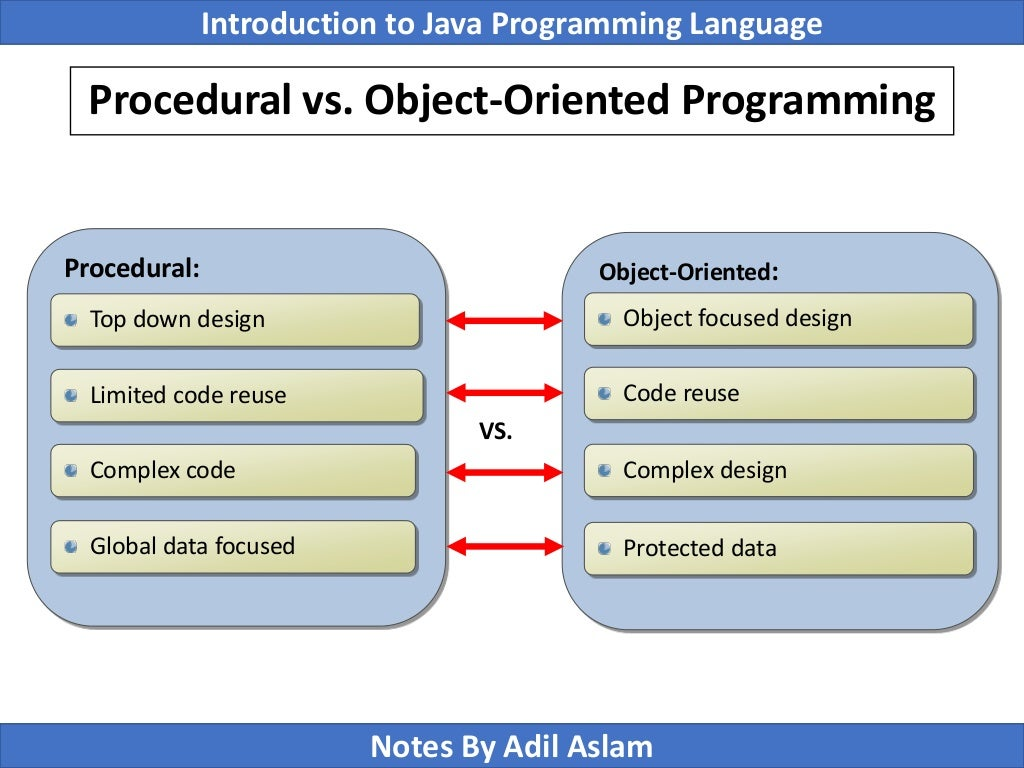 Introduction to Java Programming Language
Procedural vs. Object-Oriented Programming
Procedural:
Top down design
Limited code reuse
Complex code
Global data focused
VS.
Object-Oriented:
Object focused design
Code reuse
Complex design
Protected data
Notes By Adil Aslam